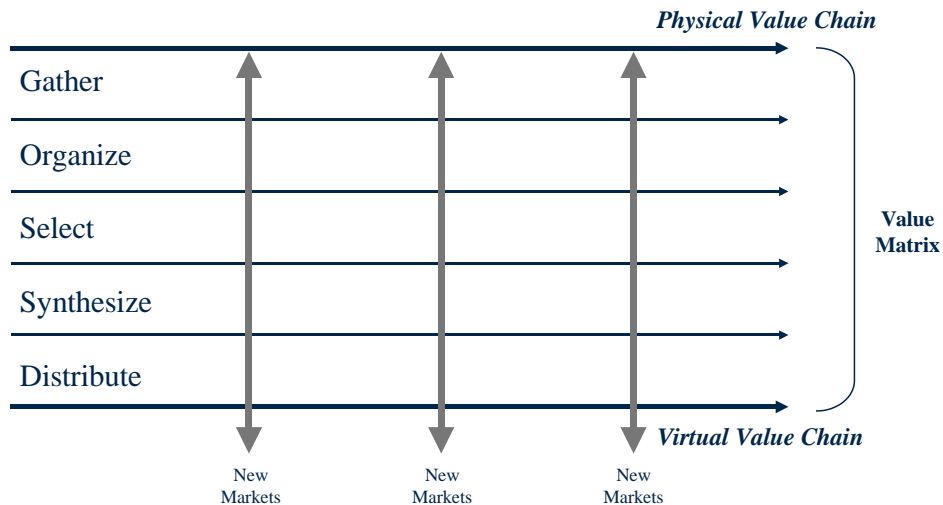 Physical Value Chain
Gather
Organize
Select
Value
Matrix
Synthesize
Distribute
Virtual Value Chain
New
Markets
New
Markets
New
Markets